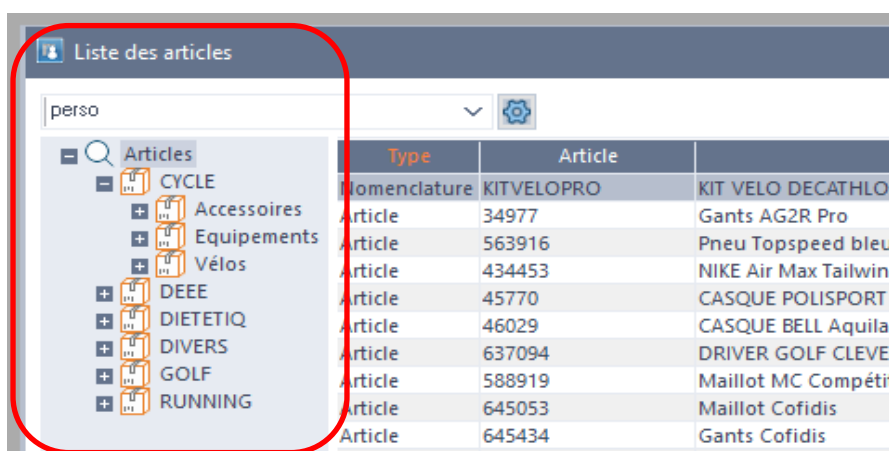 Liste des articles
perso
Articles
CYCLE
Accessoires
Equipements
Vélos
DEEE
DIETETIQ
DIVERS
GOLF
RUNNING
Type Article
Nomenclature KITVELOPRO KIT VELO DECATHLO
Article 34977 Gants AG2R Pro
Article 563916 Pneu Topspeed bleu
Article 434453 NIKE Air Max Tailwin
Article 45770 CASQUE POLISPORT
Article 46029 CASQUE BELL Aquila
Article 637094 DRIVER GOLF CLEVE
Article 588919 Maillot MC Compéti
Article 645053 Maillot Cofidis
Article 645434 Gants Cofidis